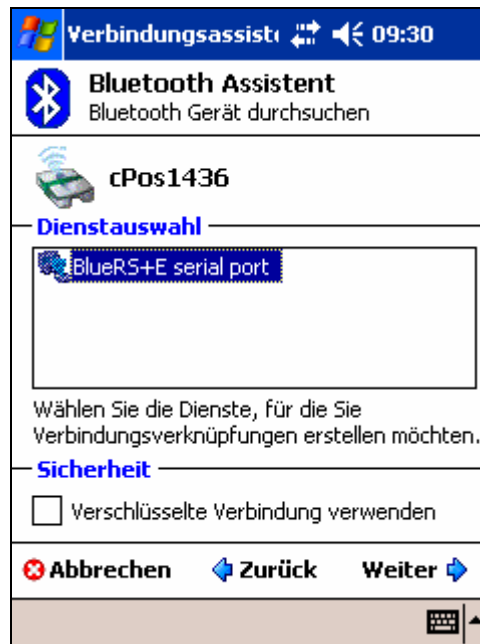 Verbindungsassiste 09:30
Bluetooth Assistent
Bluetooth Gerät durchsuchen
cPos1436
Dienstauswahl
BlueRS+E serial port
Wählen Sie die Dienste, für die Sie
Verbindungsverknüpfungen erstellen möchten.
Sicherheit
Verschlüsselte Verbindung verwenden
Abbrechen Zurück Weiter